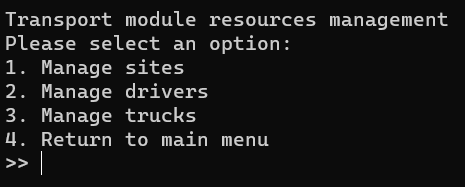 Transport module resources management
Please select an option:
1. Manage sites
2. Manage drivers
3. Manage trucks
4. Return to main menu
>>